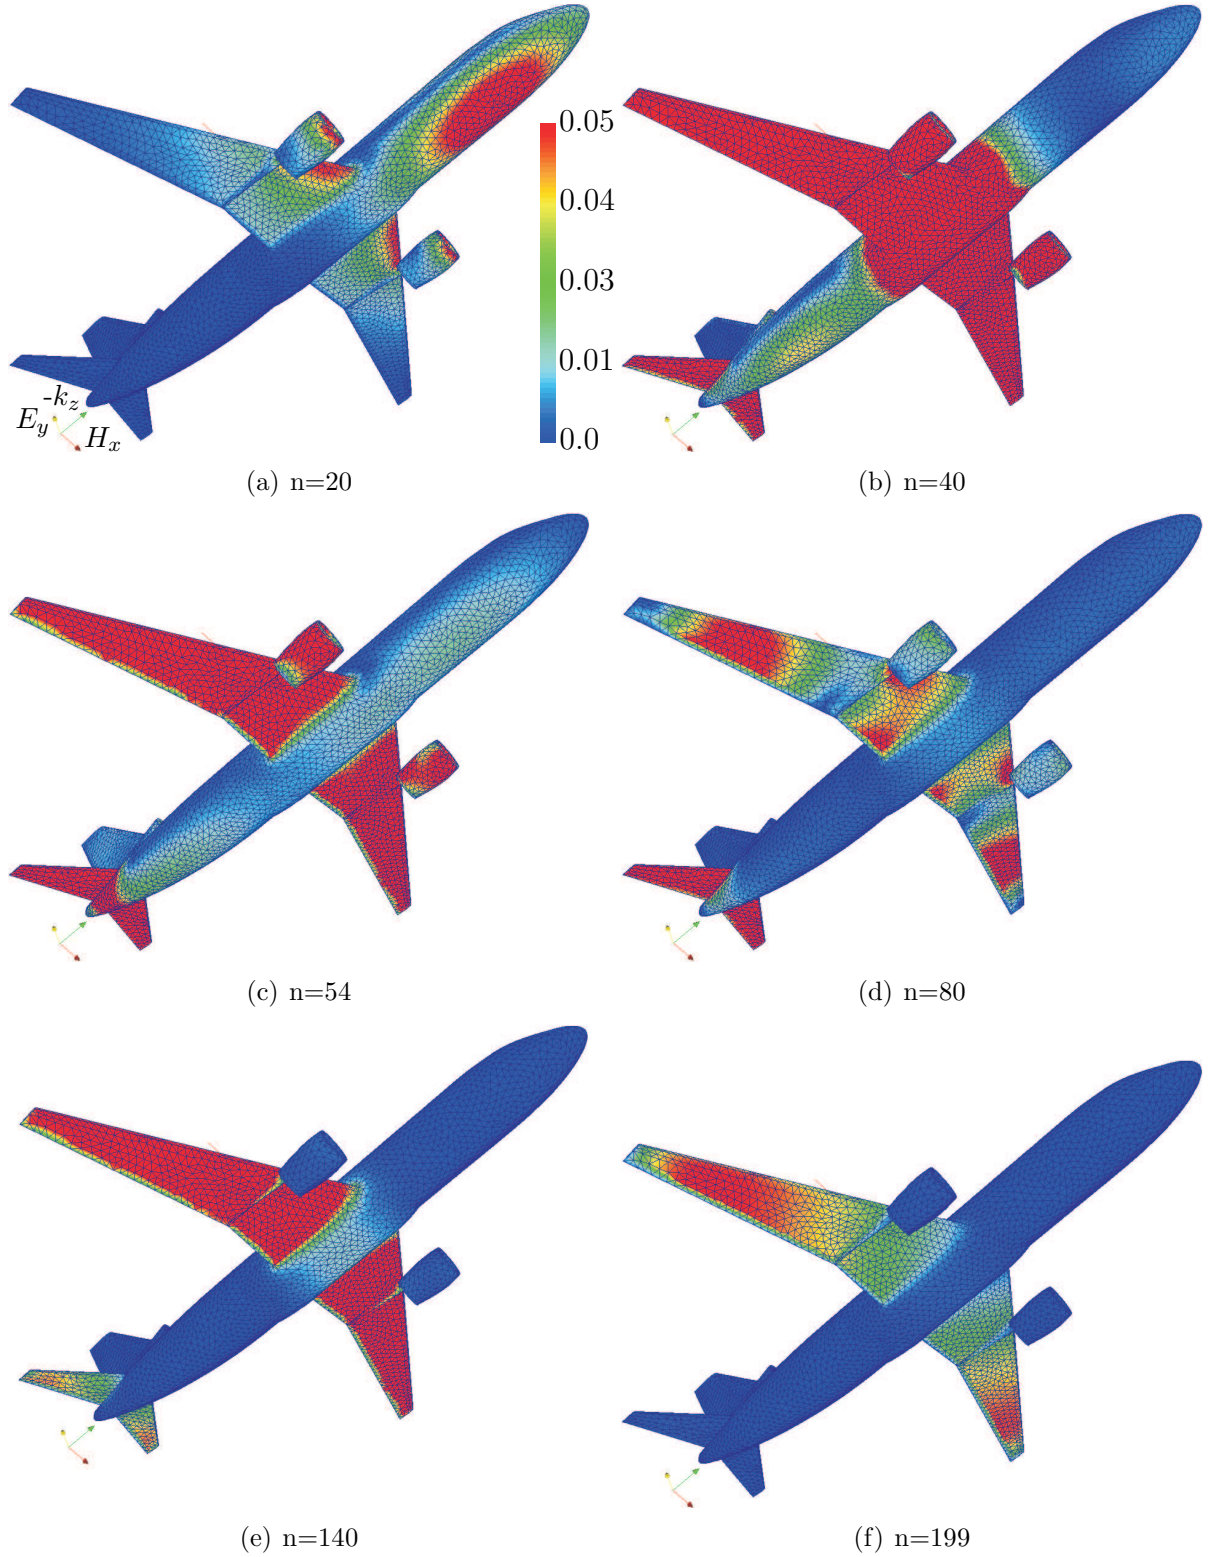 0.05
0.04
0.03
0.01
0.0
-k_z
E_y
H_x
(a) n=20
(b) n=40
(c) n=54
(d) n=80
(e) n=140
(f) n=199